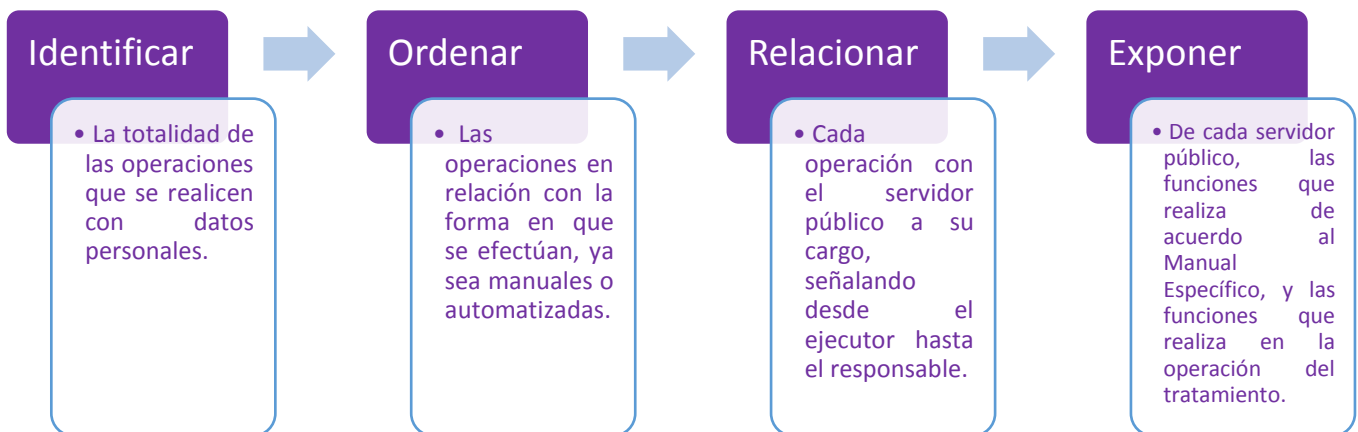 Identificar
• La totalidad de
las operaciones
que se realicen
con datos
personales.
Ordenar
• Las
operaciones en
relación con la
forma en que
se efectúan, ya
sea manuales o
automatizadas.
Relacionar
• Cada
operación con
el servidor
público a su
cargo,
señalando
desde el
ejecutor hasta
el responsable.
Exponer
• De cada servidor
público, las
funciones que
realiza de
acuerdo al
Manual
Específico, y las
funciones que
realiza en la
operación del
tratamiento.